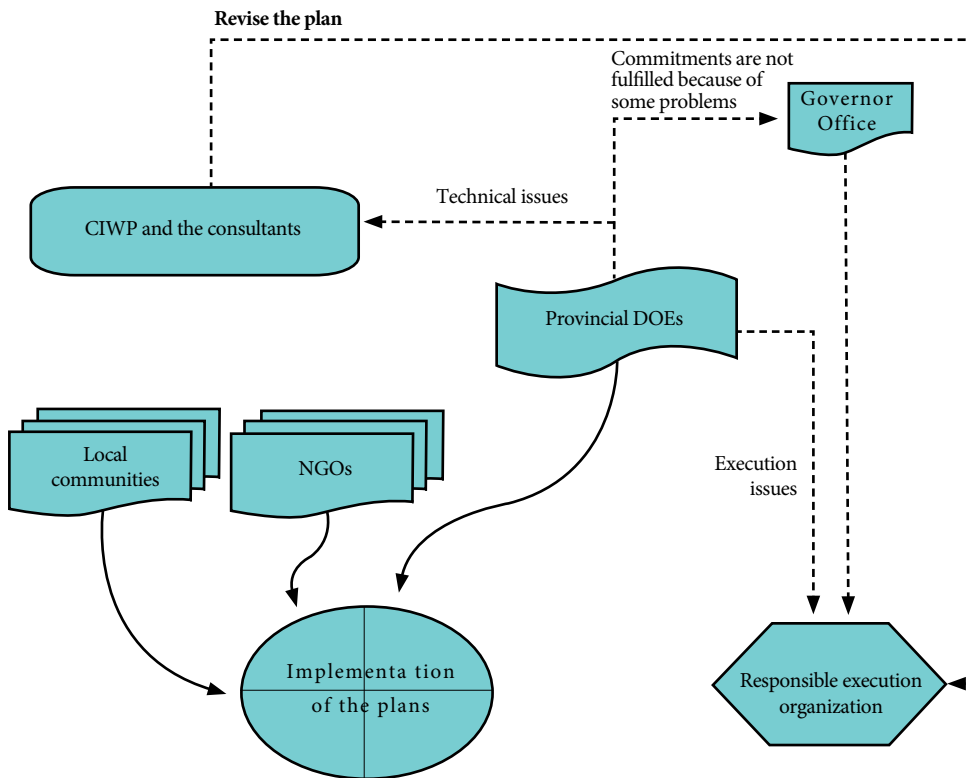 Revise the plan
Commitments are not
fulfilled because of
some problems
Governor
Office
Technical issues
CIWP and the consultants
Provincial DOEs
Local
communities
NGOs
Execution
issues
Implementa tion
of the plans
Responsible execution
organization